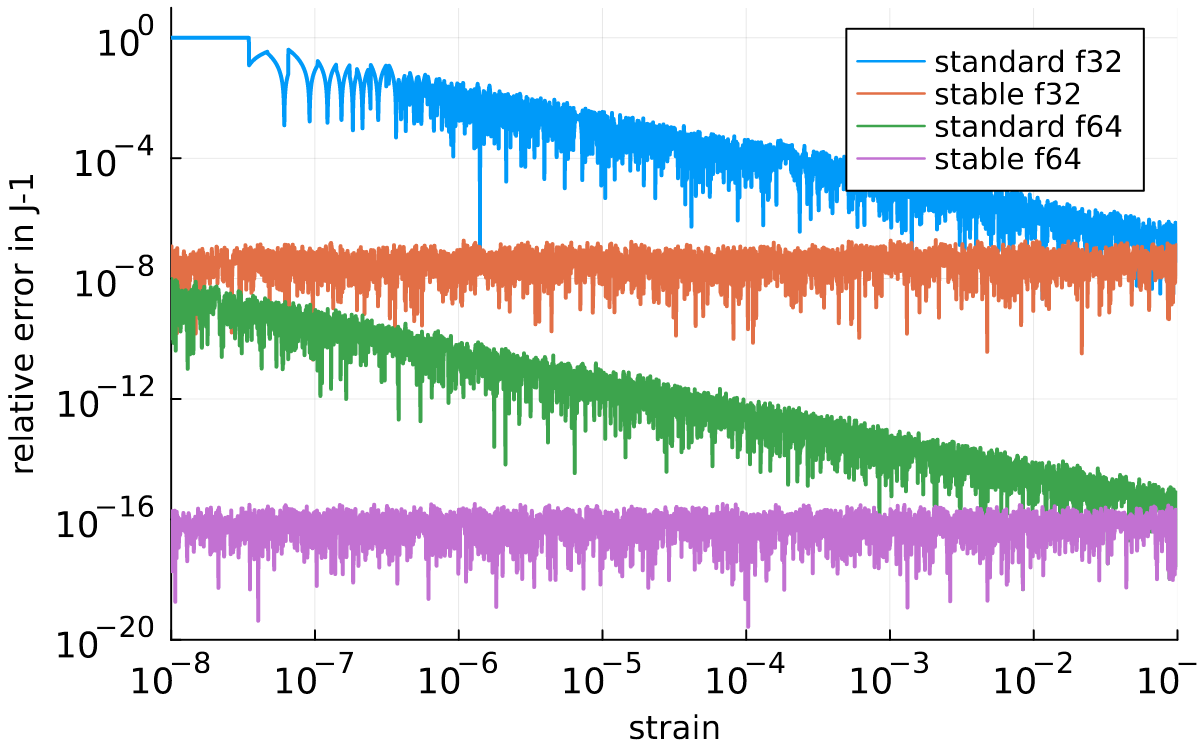 10⁰
10⁻⁴
10⁻⁸
10⁻¹²
10⁻¹⁶
10⁻²⁰
relative error in J-1
standard f32
stable f32
standard f64
stable f64
10⁻⁸ 10⁻⁷ 10⁻⁶ 10⁻⁵ 10⁻⁴ 10⁻³ 10⁻² 10⁻
strain